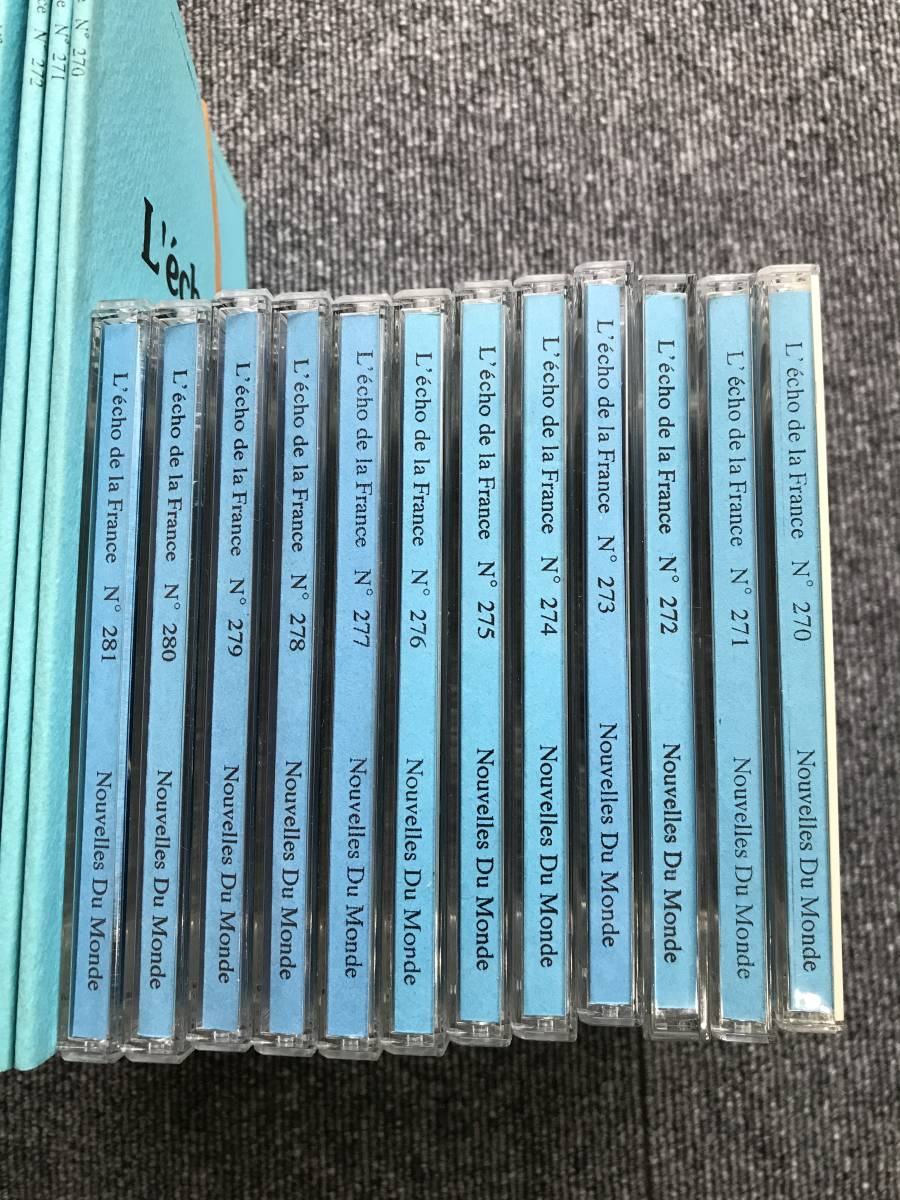 N° 270
N° 271
N° 272
L'éch
L'écho de la France N° 281 Nouvelles Du Monde
L'écho de la France N° 280 Nouvelles Du Monde
L'écho de la France N° 279 Nouvelles Du Monde
L'écho de la France N° 278 Nouvelles Du Monde
L'écho de la France N° 277 Nouvelles Du Monde
L'écho de la France N° 276 Nouvelles Du Monde
L'écho de la France N° 275 Nouvelles Du Monde
L'écho de la France N° 274 Nouvelles Du Monde
L'écho de la France N° 273 Nouvelles Du Monde
L'écho de la France N° 272 Nouvelles Du Monde
L'écho de la France N° 271 Nouvelles Du Monde
L'écho de la France N° 270 Nouvelles Du Monde